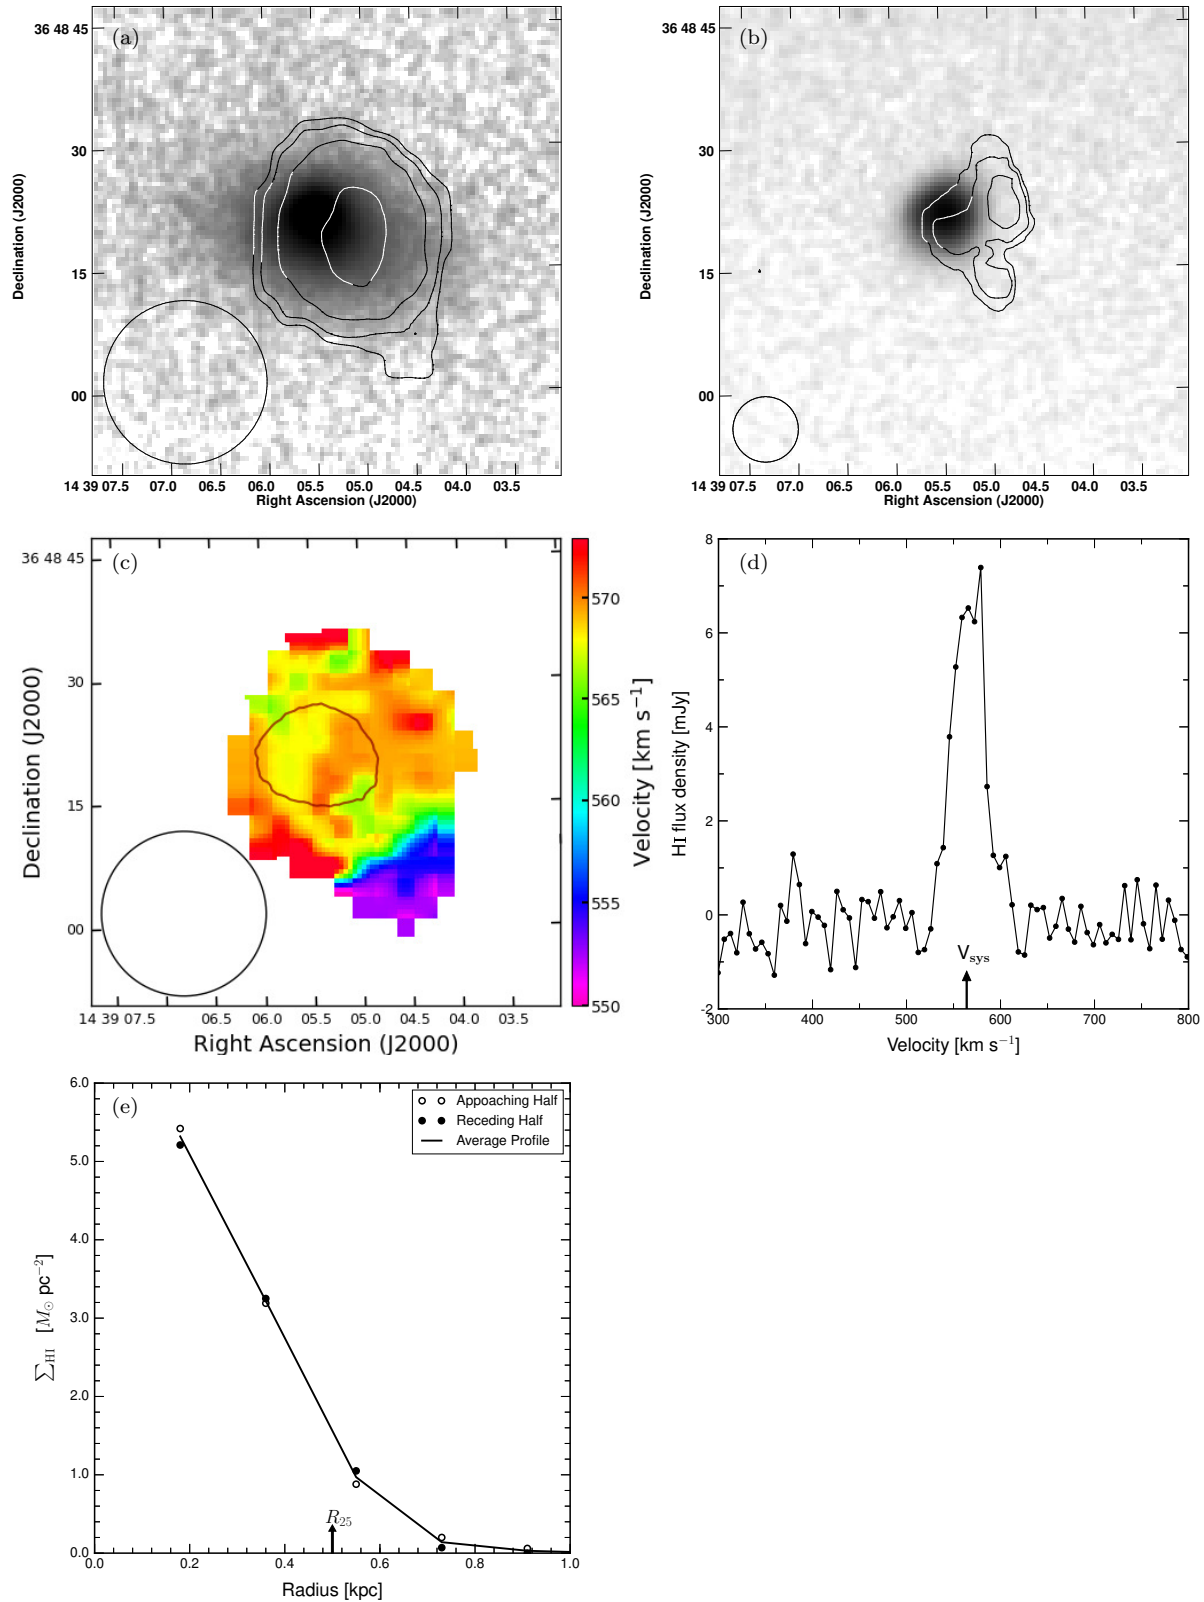 (a)
36 48 45
30
15
00
Declination (J2000)
14 39 07.5 07.0 06.5 06.0 05.5 05.0 04.5 04.0 03.5
Right Ascension (J2000)
(b)
36 48 45
30
15
00
Declination (J2000)
14 39 07.5 07.0 06.5 06.0 05.5 05.0 04.5 04.0 03.5
Right Ascension (J2000)
(c)
36 48 45
30
15
00
Declination (J2000)
14 39 07.5 06.5 06.0 05.5 05.0 04.5 04.0 03.5
Right Ascension (J2000)
570
565
560
555
550
Velocity [km s⁻¹]
(d)
8
6
4
2
0
-2
HI flux density [mJy]
Vsys
300 400 500 600 700 800
Velocity [km s⁻¹]
(e)
6.0
5.0
4.0
3.0
2.0
1.0
0.0
∑HI [M⊙ pc⁻²]
Appoaching Half
Receding Half
Average Profile
R25
0.0 0.2 0.4 0.6 0.8 1.0
Radius [kpc]